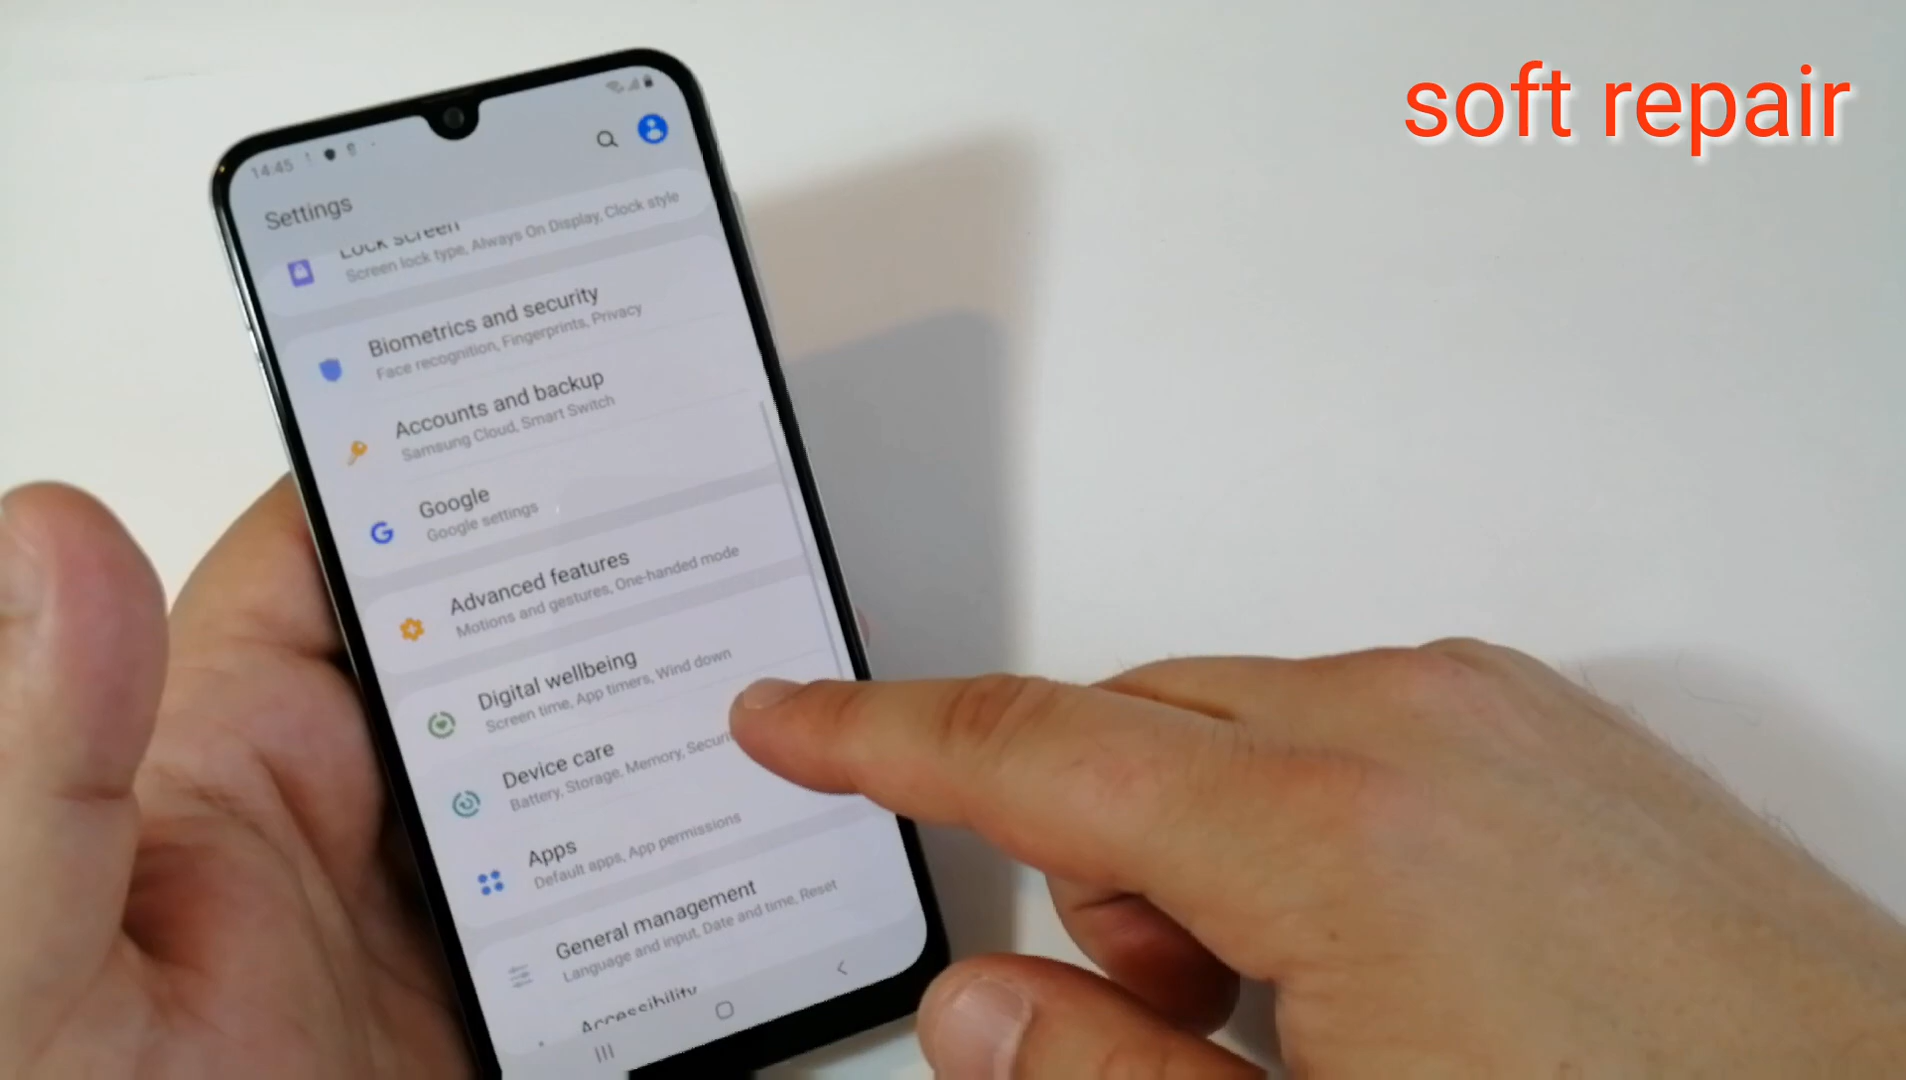 soft repair
14:45
Settings
Lock screen
Screen lock type, Always On Display, Clock style
Biometrics and security
Face recognition, Fingerprints, Privacy
Accounts and backup
Samsung Cloud, Smart Switch
Google
Google settings
Advanced features
Motions and gestures, One-handed mode
Digital wellbeing
Screen time, App timers, Wind down
Device care
Battery, Storage, Memory,
Apps
Default apps, App permissions
General management
Language and input, Date and time, Reset
Accessibility